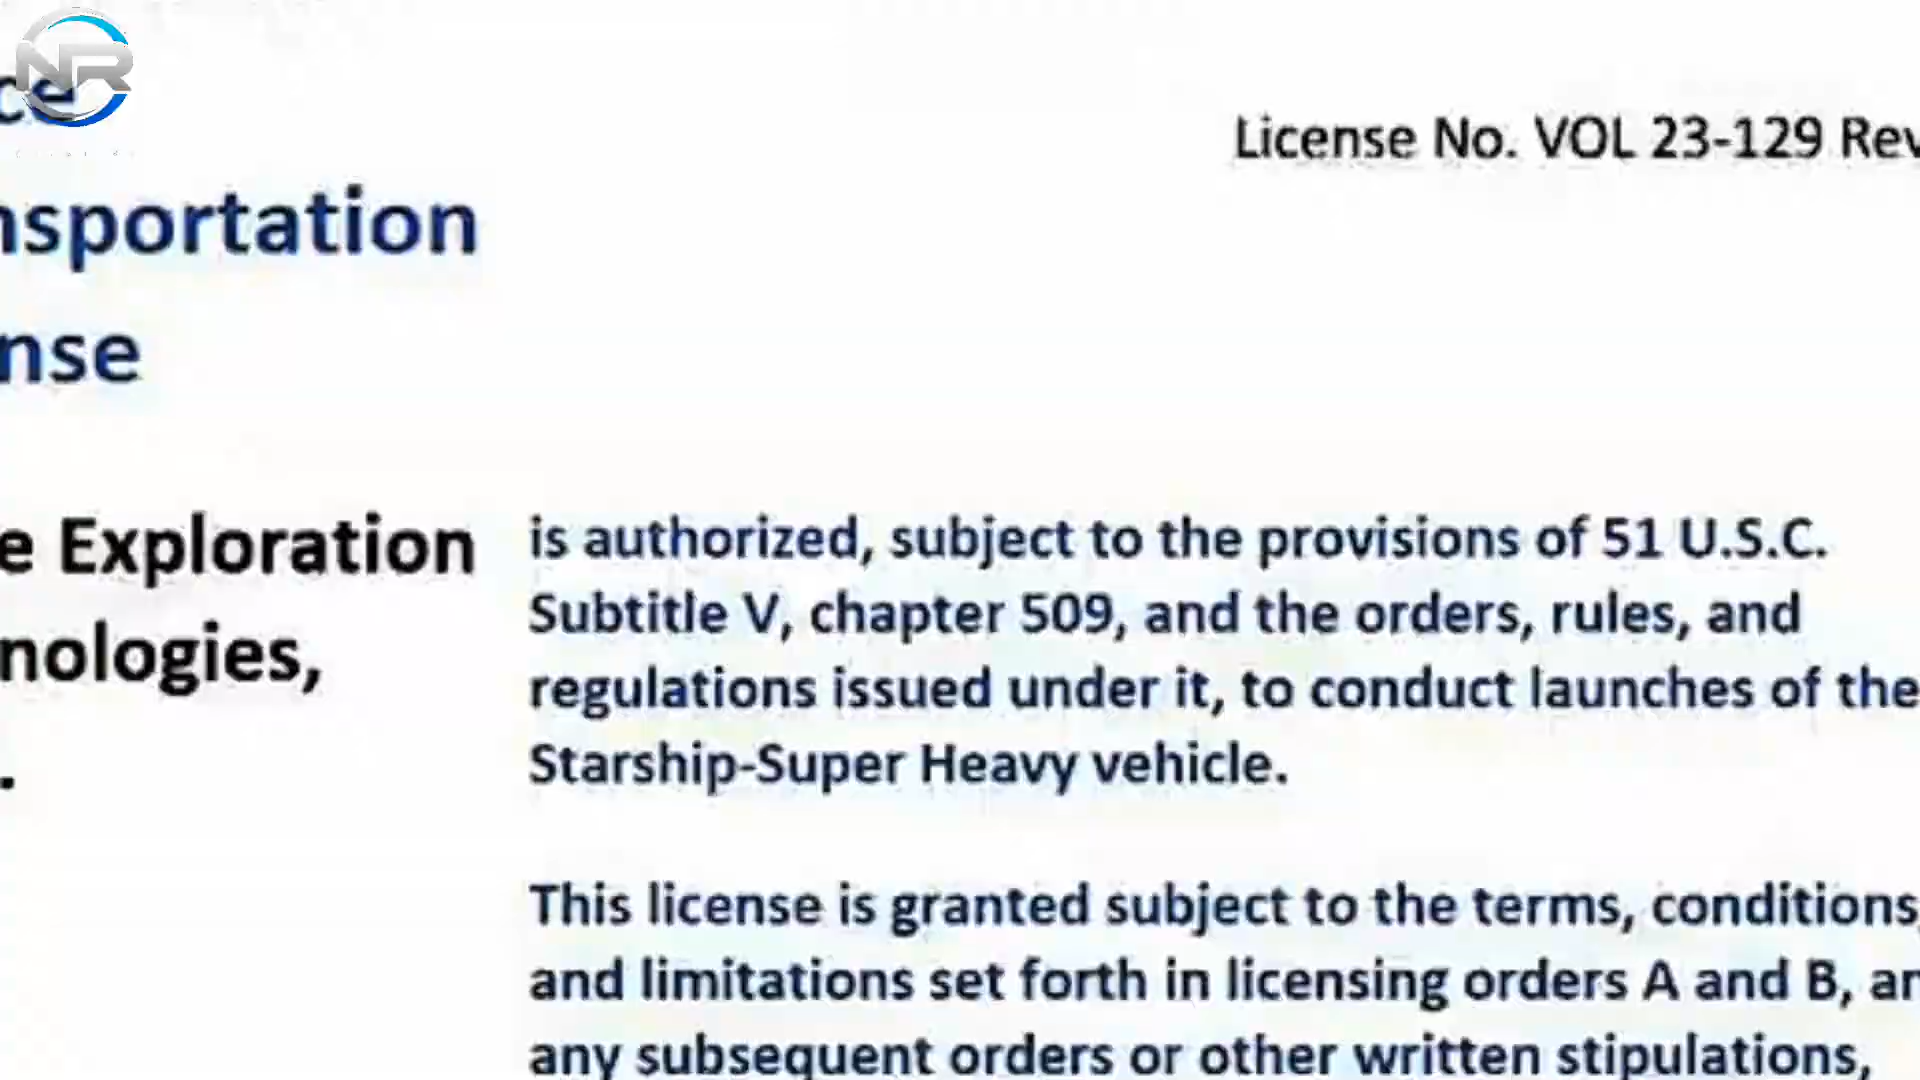 NR
ce
License No. VOL 23-129 Rev
nsportation
nse
e Exploration
nologies,
.
is authorized, subject to the provisions of 51 U.S.C.
Subtitle V, chapter 509, and the orders, rules, and
regulations issued under it, to conduct launches of the
Starship-Super Heavy vehicle.
This license is granted subject to the terms, conditions,
and limitations set forth in licensing orders A and B, an
any subsequent orders or other written stipulations,